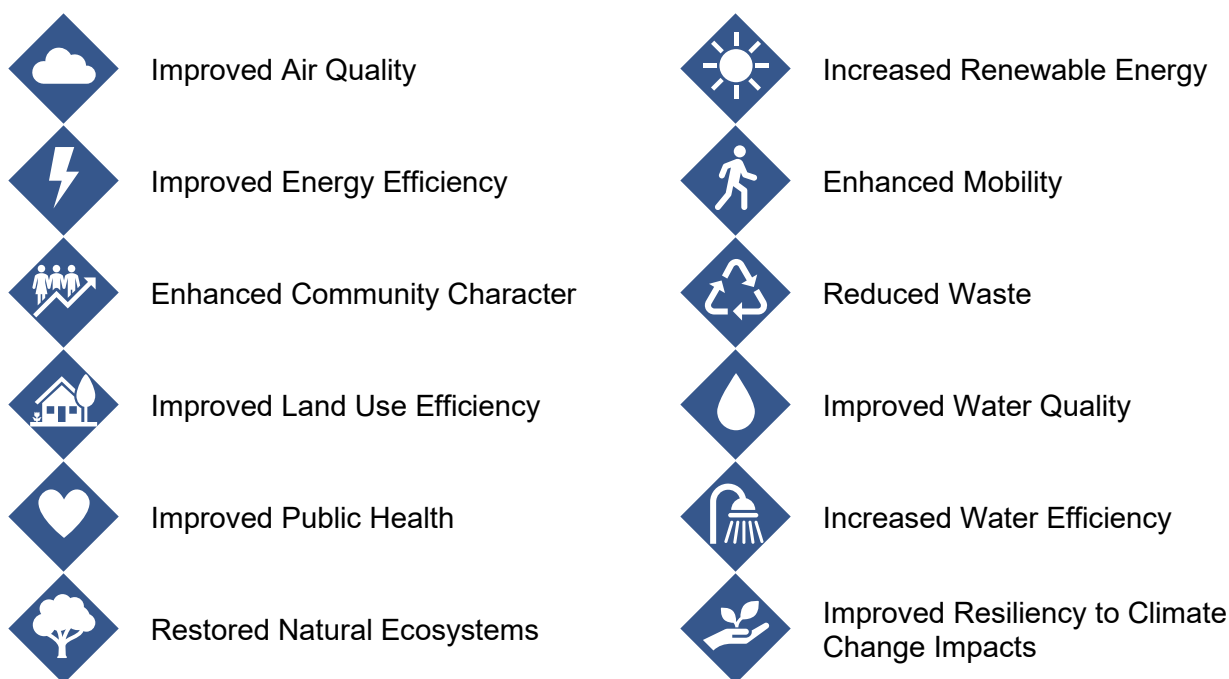 Improved Air Quality
Improved Energy Efficiency
Enhanced Community Character
Improved Land Use Efficiency
Improved Public Health
Restored Natural Ecosystems
Increased Renewable Energy
Enhanced Mobility
Reduced Waste
Improved Water Quality
Increased Water Efficiency
Improved Resiliency to Climate
Change Impacts